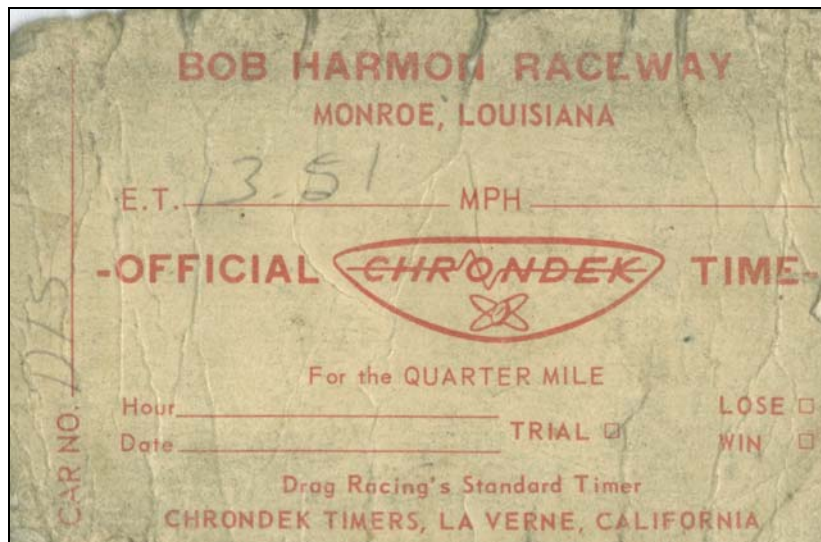 BOB HARMON RACEWAY
MONROE, LOUISIANA
E.T. 13.51 MPH
-OFFICIAL CHRONDEK TIME-
For the QUARTER MILE
Hour
Date
TRIAL
LOSE
WIN
Drag Racing's Standard Timer
CHRONDEK TIMERS, LA VERNE, CALIFORNIA
CAR NO.